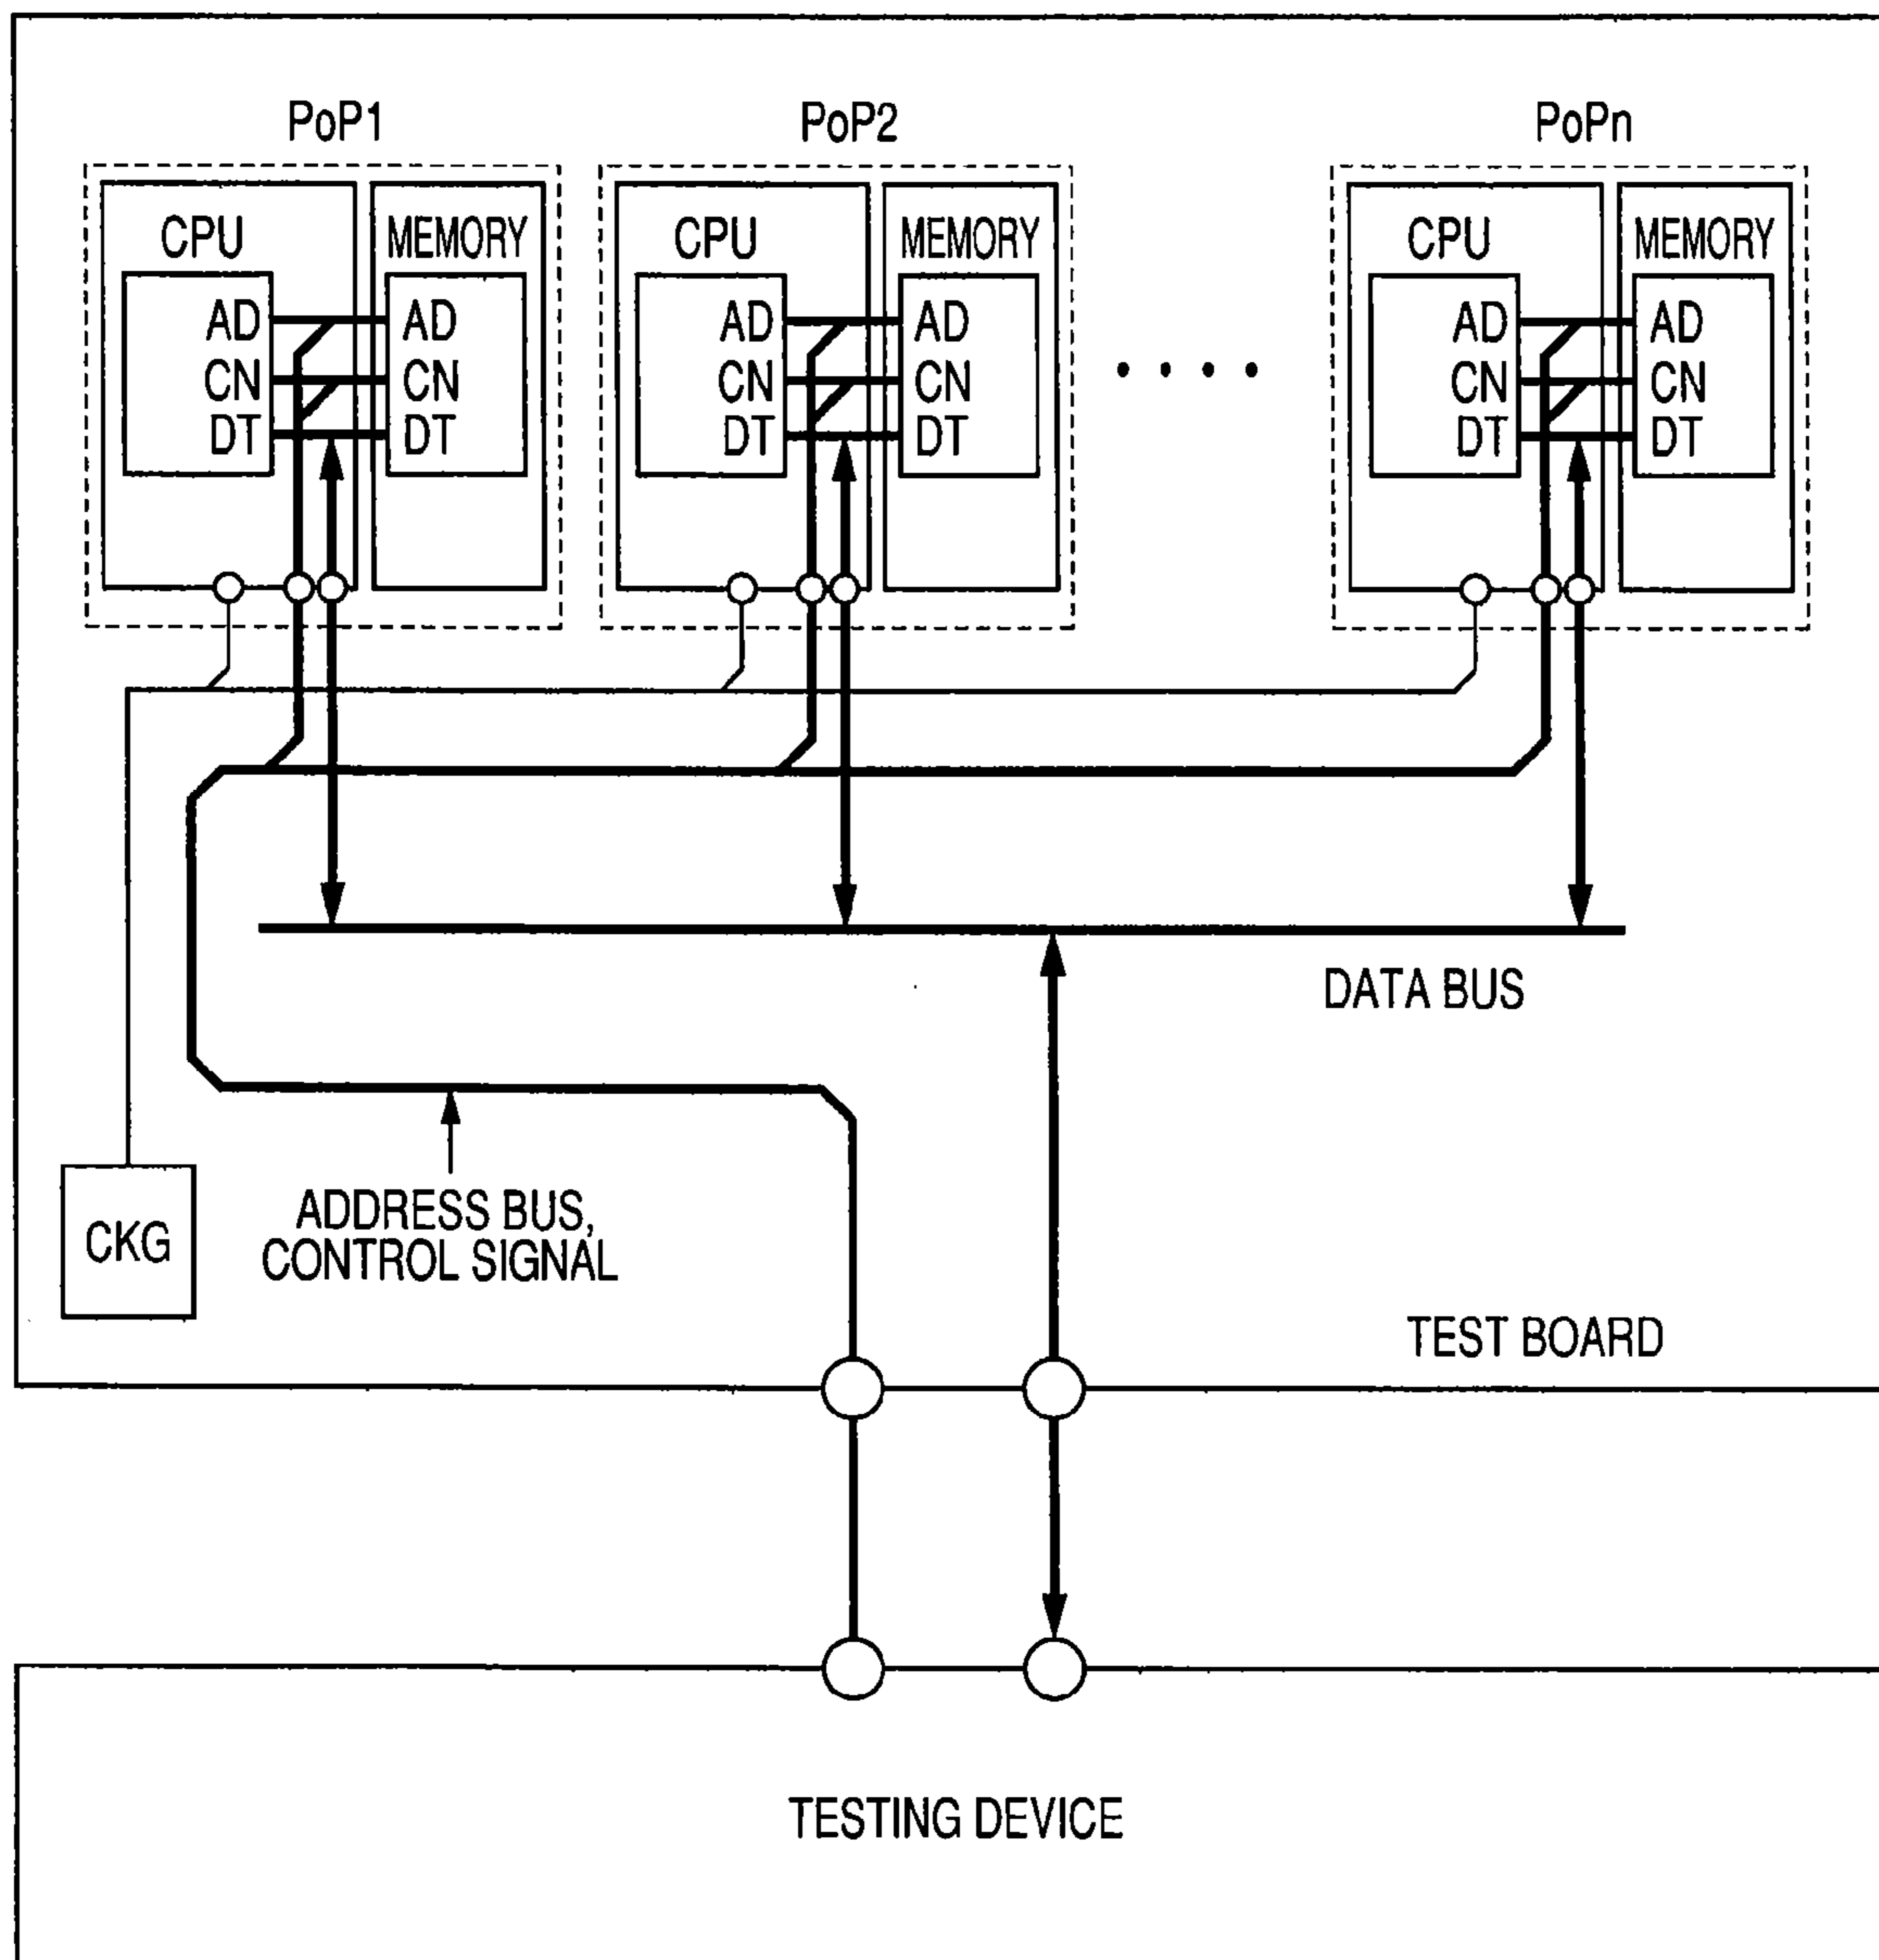 PoP1
PoP2
PoPn
CPU
MEMORY
CPU
MEMORY
CPU
MEMORY
AD
AD
AD
AD
AD
AD
CN
CN
CN
CN
CN
CN
DT
DT
DT
DT
DT
DT
DATA BUS
ADDRESS BUS,
CONTROL SIGNAL
CKG
TEST BOARD
TESTING DEVICE